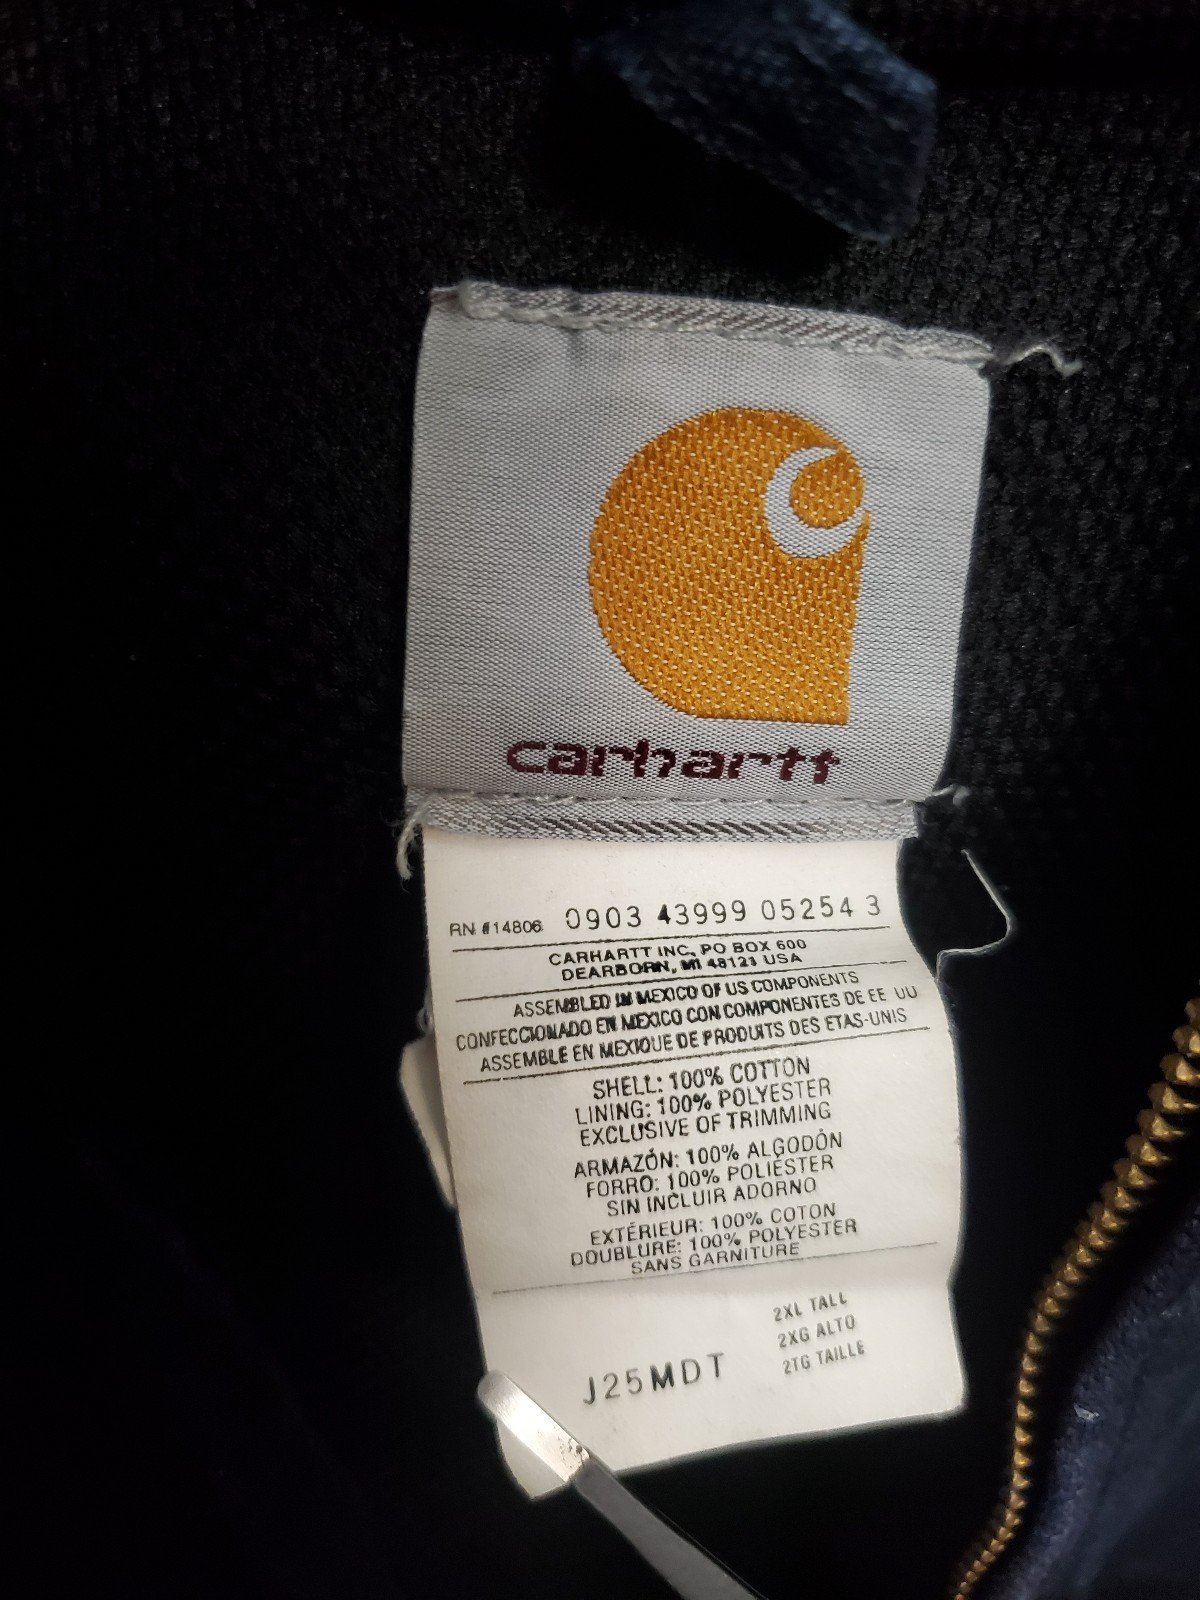 carhartt
RN #14806 0903 43999 05254 3
CARHARTT INC, PO BOX 600
DEARBORN, MI 48123 USA
ASSEMBLED IN MEXICO OF US COMPONENTS
CONFECCIONADO EN MEXICO CON COMPONENTES DE EE UU
ASSEMBLE EN MEXIQUE DE PRODUITS DES ETAS-UNIS
SHELL: 100% COTTON
LINING: 100% POLYESTER
EXCLUSIVE OF TRIMMING
ARMAZÓN: 100% ALGODÓN
FORRO: 100% POLIÉSTER
SIN INCLUIR ADORNO
EXTÉRIEUR: 100% COTON
DOUBLURE: 100% POLYESTER
SANS GARNITURE
2XL TALL
2XG ALTO
2TG TAILLE
J25MDT